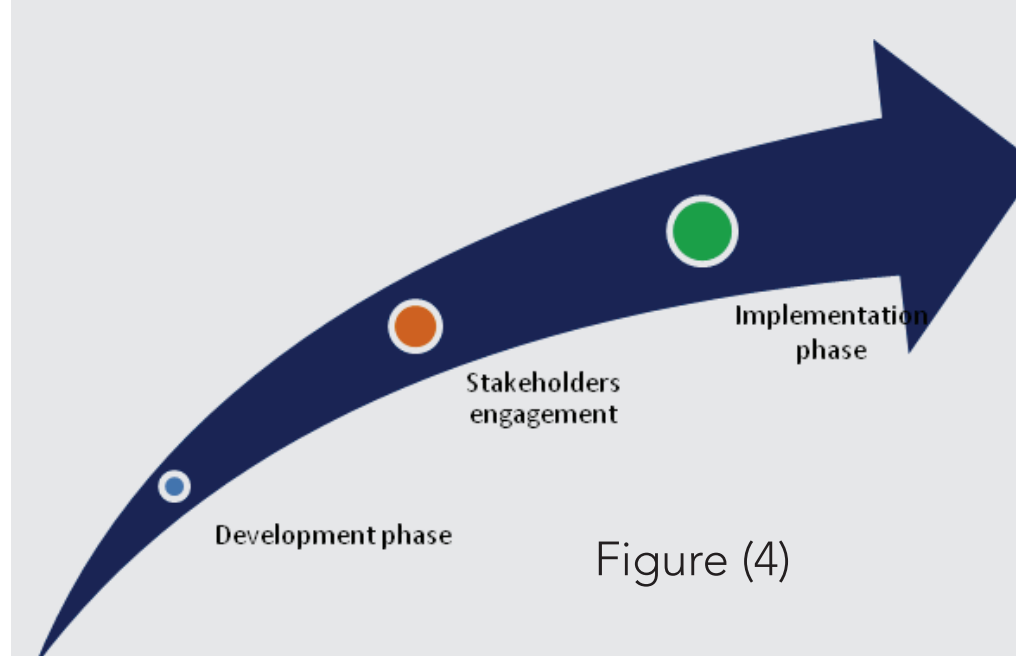 Implementation
phase
Stakeholders
engagement
Development phase
Figure (4)